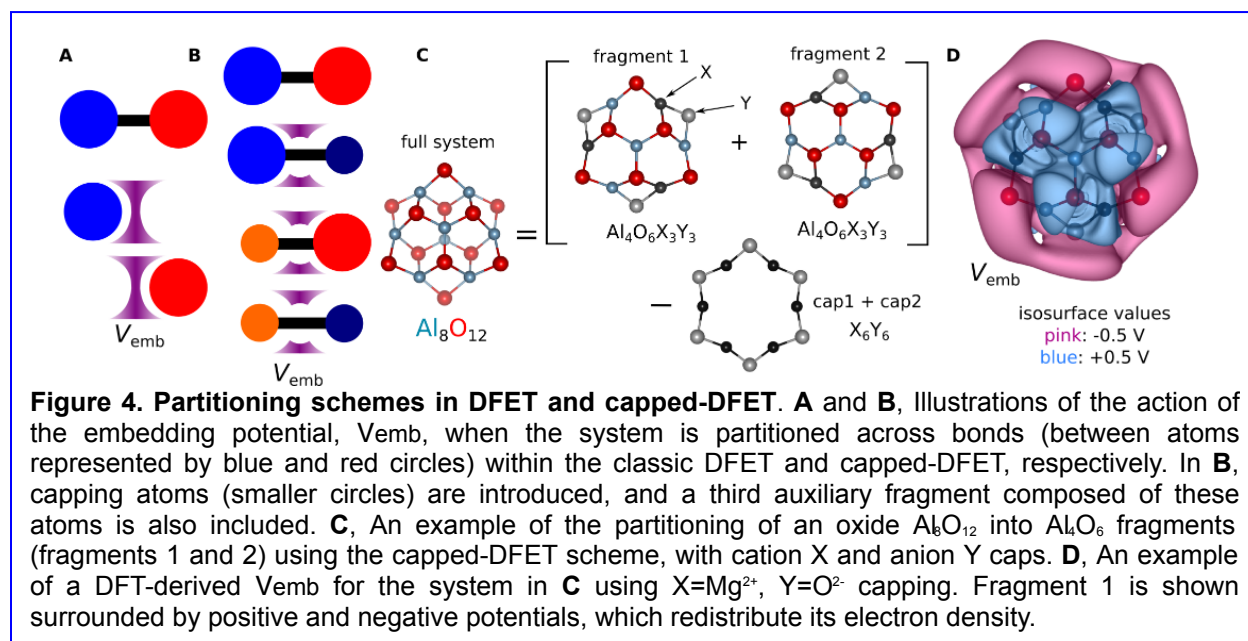 A
B
C
D
fragment 1
fragment 2
X
Y
full system
+
=
Al₄O₆X₃Y₃
Al₄O₆X₃Y₃
−
cap1 + cap2
X₆Y₆
Al₈O₁₂
Vemb
Vemb
Vemb
isosurface values
pink: -0.5 V
blue: +0.5 V
Figure 4. Partitioning schemes in DFET and capped-DFET. A and B, Illustrations of the action of
the embedding potential, Vemb, when the system is partitioned across bonds (between atoms
represented by blue and red circles) within the classic DFET and capped-DFET, respectively. In B,
capping atoms (smaller circles) are introduced, and a third auxiliary fragment composed of these
atoms is also included. C, An example of the partitioning of an oxide Al₈O₁₂ into Al₄O₆ fragments
(fragments 1 and 2) using the capped-DFET scheme, with cation X and anion Y caps. D, An example
of a DFT-derived Vemb for the system in C using X=Mg²⁺, Y=O²⁻ capping. Fragment 1 is shown
surrounded by positive and negative potentials, which redistribute its electron density.